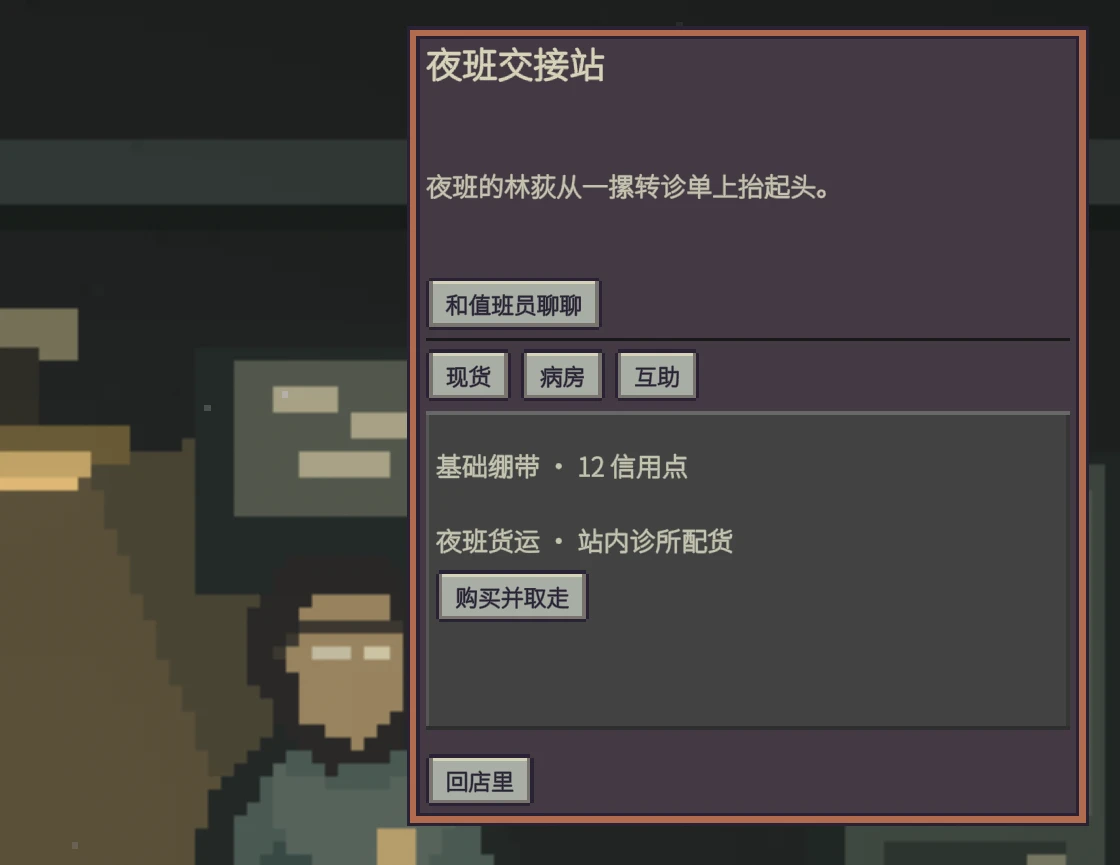 夜班交接站
夜班的林荻从一摞转诊单上抬起头。
和值班员聊聊
现货 病房 互助
基础绷带 · 12 信用点
夜班货运 · 站内诊所配货
购买并取走
回店里